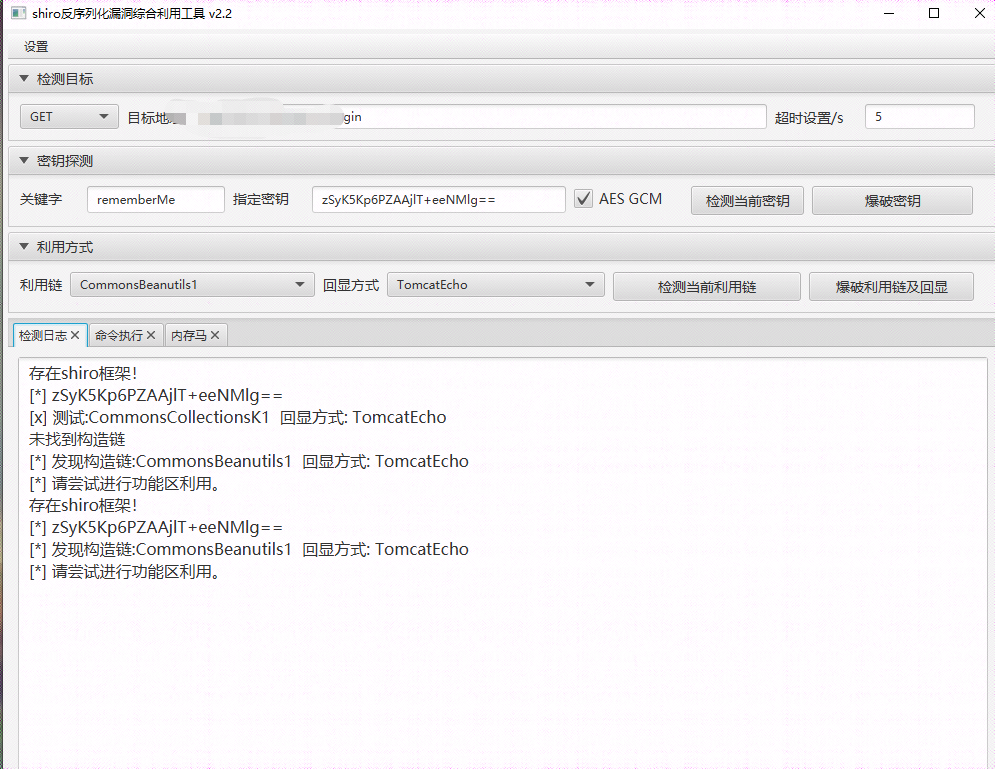 shiro反序列化漏洞综合利用工具 v2.2
设置
检测目标
GET 目标地 gin 超时设置/s 5
密钥探测
关键字 rememberMe 指定密钥 zSyK5Kp6PZAAjlT+eeNMlg== AES GCM 检测当前密钥 爆破密钥
利用方式
利用链 CommonsBeanutils1 回显方式 TomcatEcho 检测当前利用链 爆破利用链及回显
检测日志 命令执行 内存马
存在shiro框架！
[*] zSyK5Kp6PZAAjlT+eeNMlg==
[x] 测试:CommonsCollectionsK1 回显方式: TomcatEcho
未找到构造链
[*] 发现构造链:CommonsBeanutils1 回显方式: TomcatEcho
[*] 请尝试进行功能区利用。
存在shiro框架！
[*] zSyK5Kp6PZAAjlT+eeNMlg==
[*] 发现构造链:CommonsBeanutils1 回显方式: TomcatEcho
[*] 请尝试进行功能区利用。